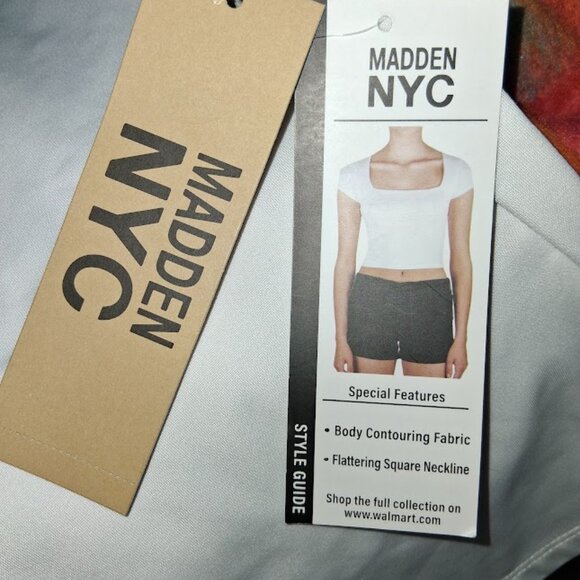 MADDEN
NYC
MADDEN
NYC
Special Features
• Body Contouring Fabric
• Flattering Square Neckline
Shop the full collection on
www.walmart.com
STYLE GUIDE